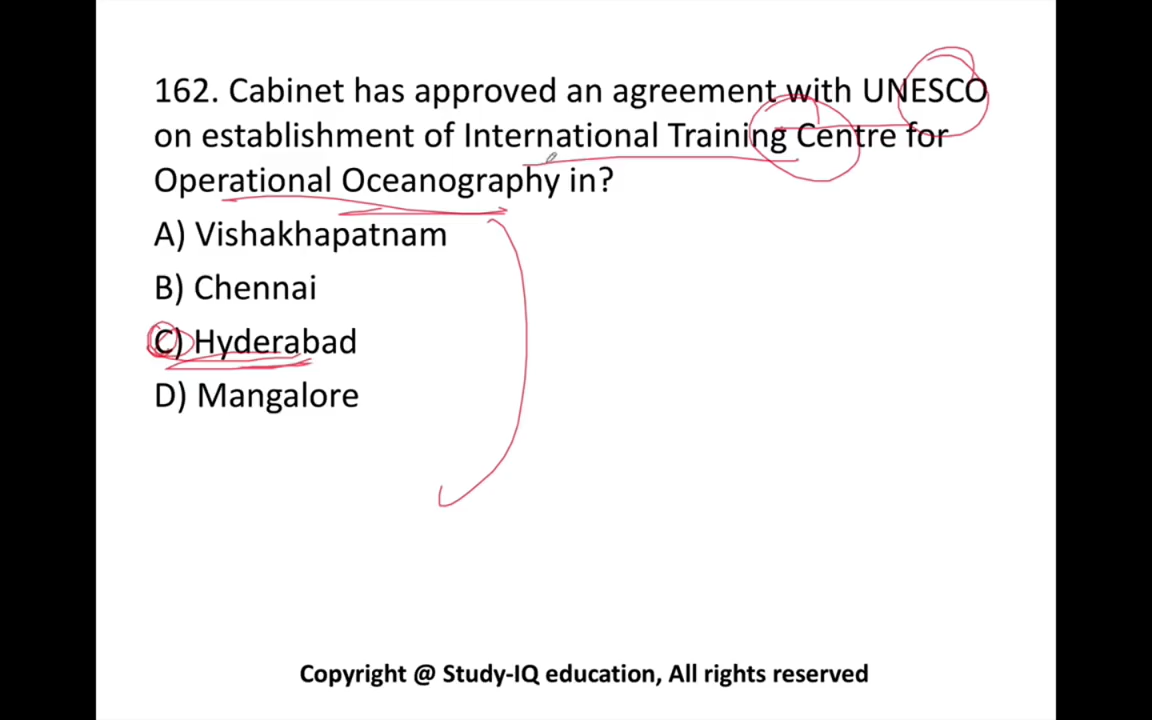 162. Cabinet has approved an agreement with UNESCO
on establishment of International Training Centre for
Operational Oceanography in?
A) Vishakhapatnam
B) Chennai
C) Hyderabad
D) Mangalore
Copyright @ Study-IQ education, All rights reserved